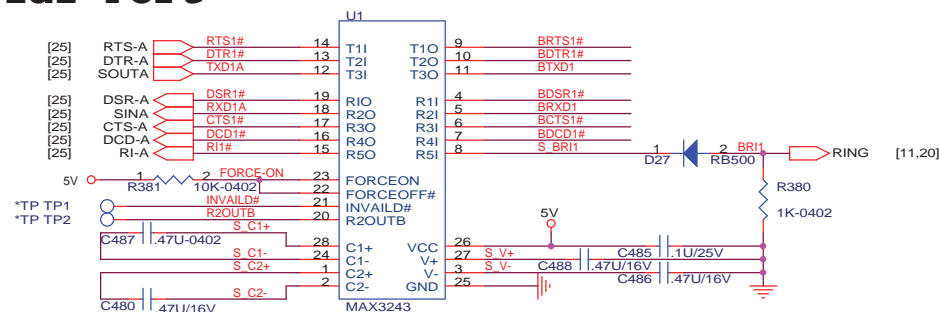 U1
[25] RTS-A RTS1# 14 T1I T1O 9 BRTS1#
[25] DTR-A DTR1# 13 T2I T2O 10 BDTR1#
[25] SOUTA TXD1A 12 T3I T3O 11 BTXD1
[25] DSR-A DSR1# 19 RIO R1I 4 BDSR1#
[25] SINA RXD1A 18 R2O R2I 5 BRXD1
[25] CTS-A CTS1# 17 R3O R3I 6 BCTS1#
[25] DCD-A DCD1# 16 R4O R4I 7 BDCD1#
[25] RI-A RI1# 15 R5O R5I 8 S_BRI1 1 2 BRI1 RING [11,20]
D27 RB500
5V 1 2 FORCE-ON 23 FORCEON
R381 10K-0402 22 FORCEOFF# R380
*TP TP1 INVAILD# 21 INVAILD# 1K-0402
*TP TP2 R2OUTB 20 R2OUTB 5V
S_C1+ 28 C1+ VCC 26 C485 .1U/25V
C487 .47U-0402
S_C1- 24 C1- V+ 27 S_V+ C488 .47U/16V
S_C2+ 1 C2+ V- 3 S_V- C486 .47U/16V
S_C2- 2 C2- GND 25
C480 .47U/16V
MAX3243